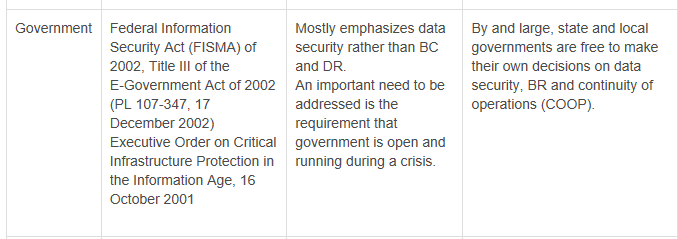 Government
Federal Information
Security Act (FISMA) of
2002, Title III of the
E-Government Act of 2002
(PL 107-347, 17
December 2002)
Executive Order on Critical
Infrastructure Protection in
the Information Age, 16
October 2001
Mostly emphasizes data
security rather than BC
and DR.
An important need to be
addressed is the
requirement that
government is open and
running during a crisis.
By and large, state and local
governments are free to make
their own decisions on data
security, BR and continuity of
operations (COOP).